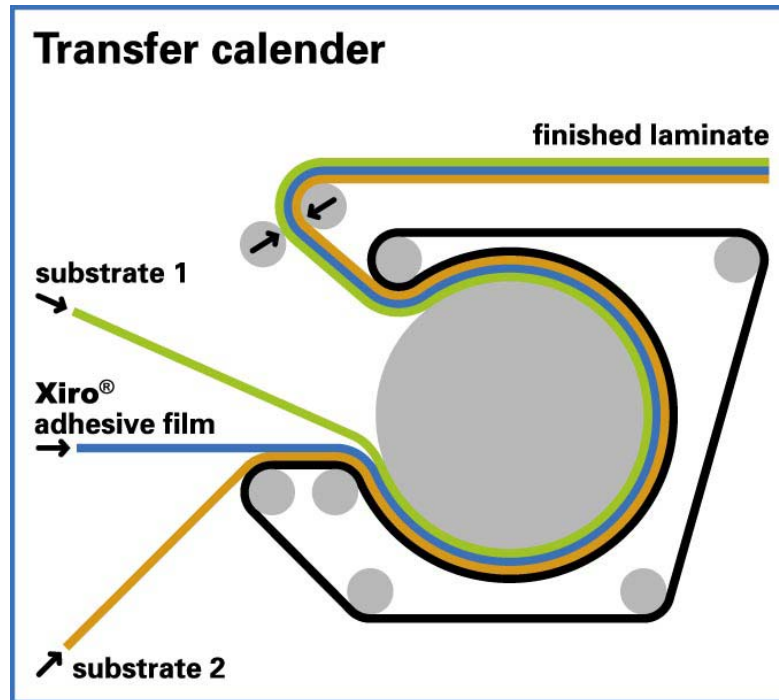 Transfer calender
finished laminate
substrate 1
Xiro®
adhesive film
substrate 2